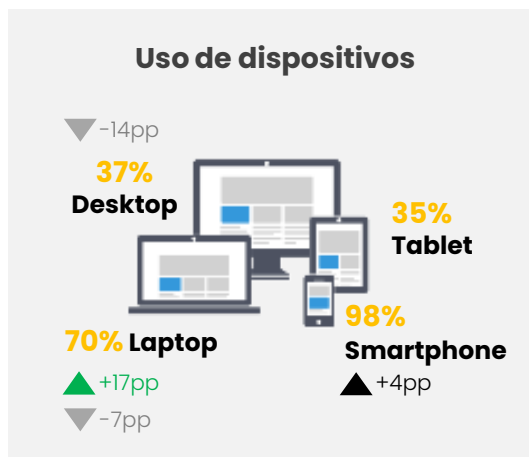 Uso de dispositivos
-14pp
37%
Desktop
35%
Tablet
70% Laptop
+17pp
-7pp
98%
Smartphone
+4pp